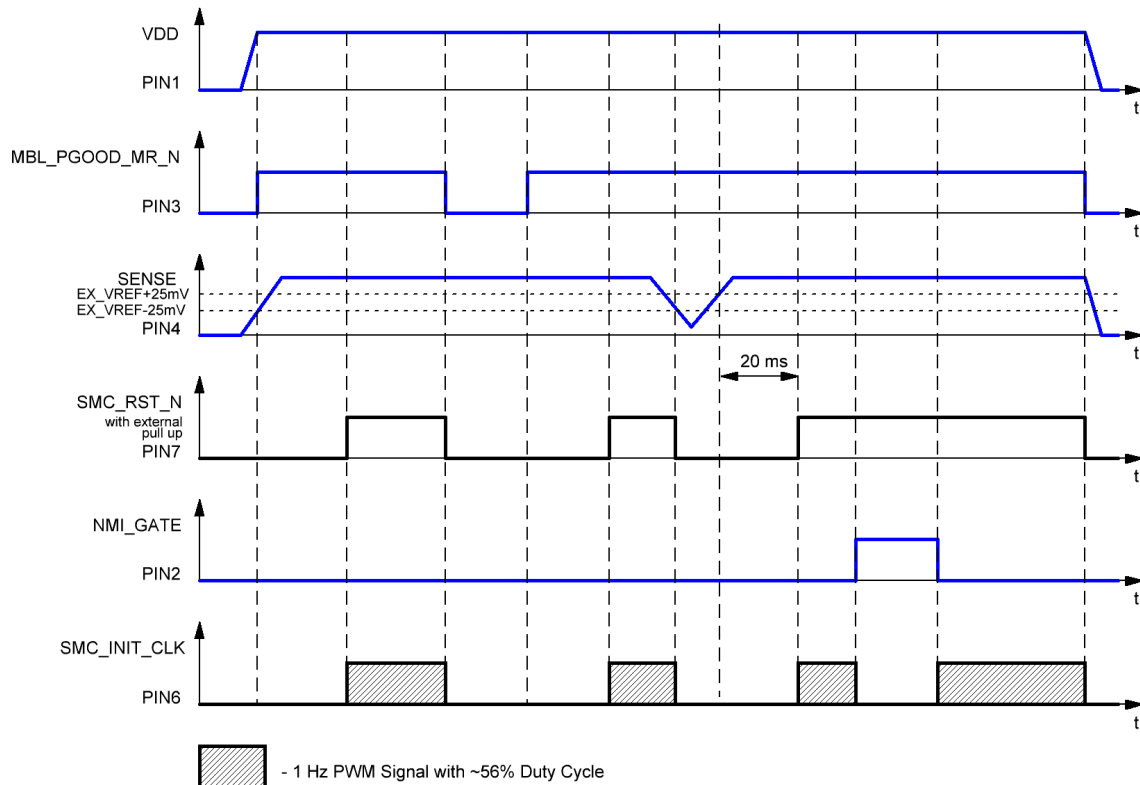 VDD
PIN1
t
MBL_PGOOD_MR_N
PIN3
t
SENSE
EX_VREF+25mV
EX_VREF-25mV
PIN4
t
20 ms
SMC_RST_N
with external
pull up
PIN7
t
NMI_GATE
PIN2
t
SMC_INIT_CLK
PIN6
t
- 1 Hz PWM Signal with ~56% Duty Cycle